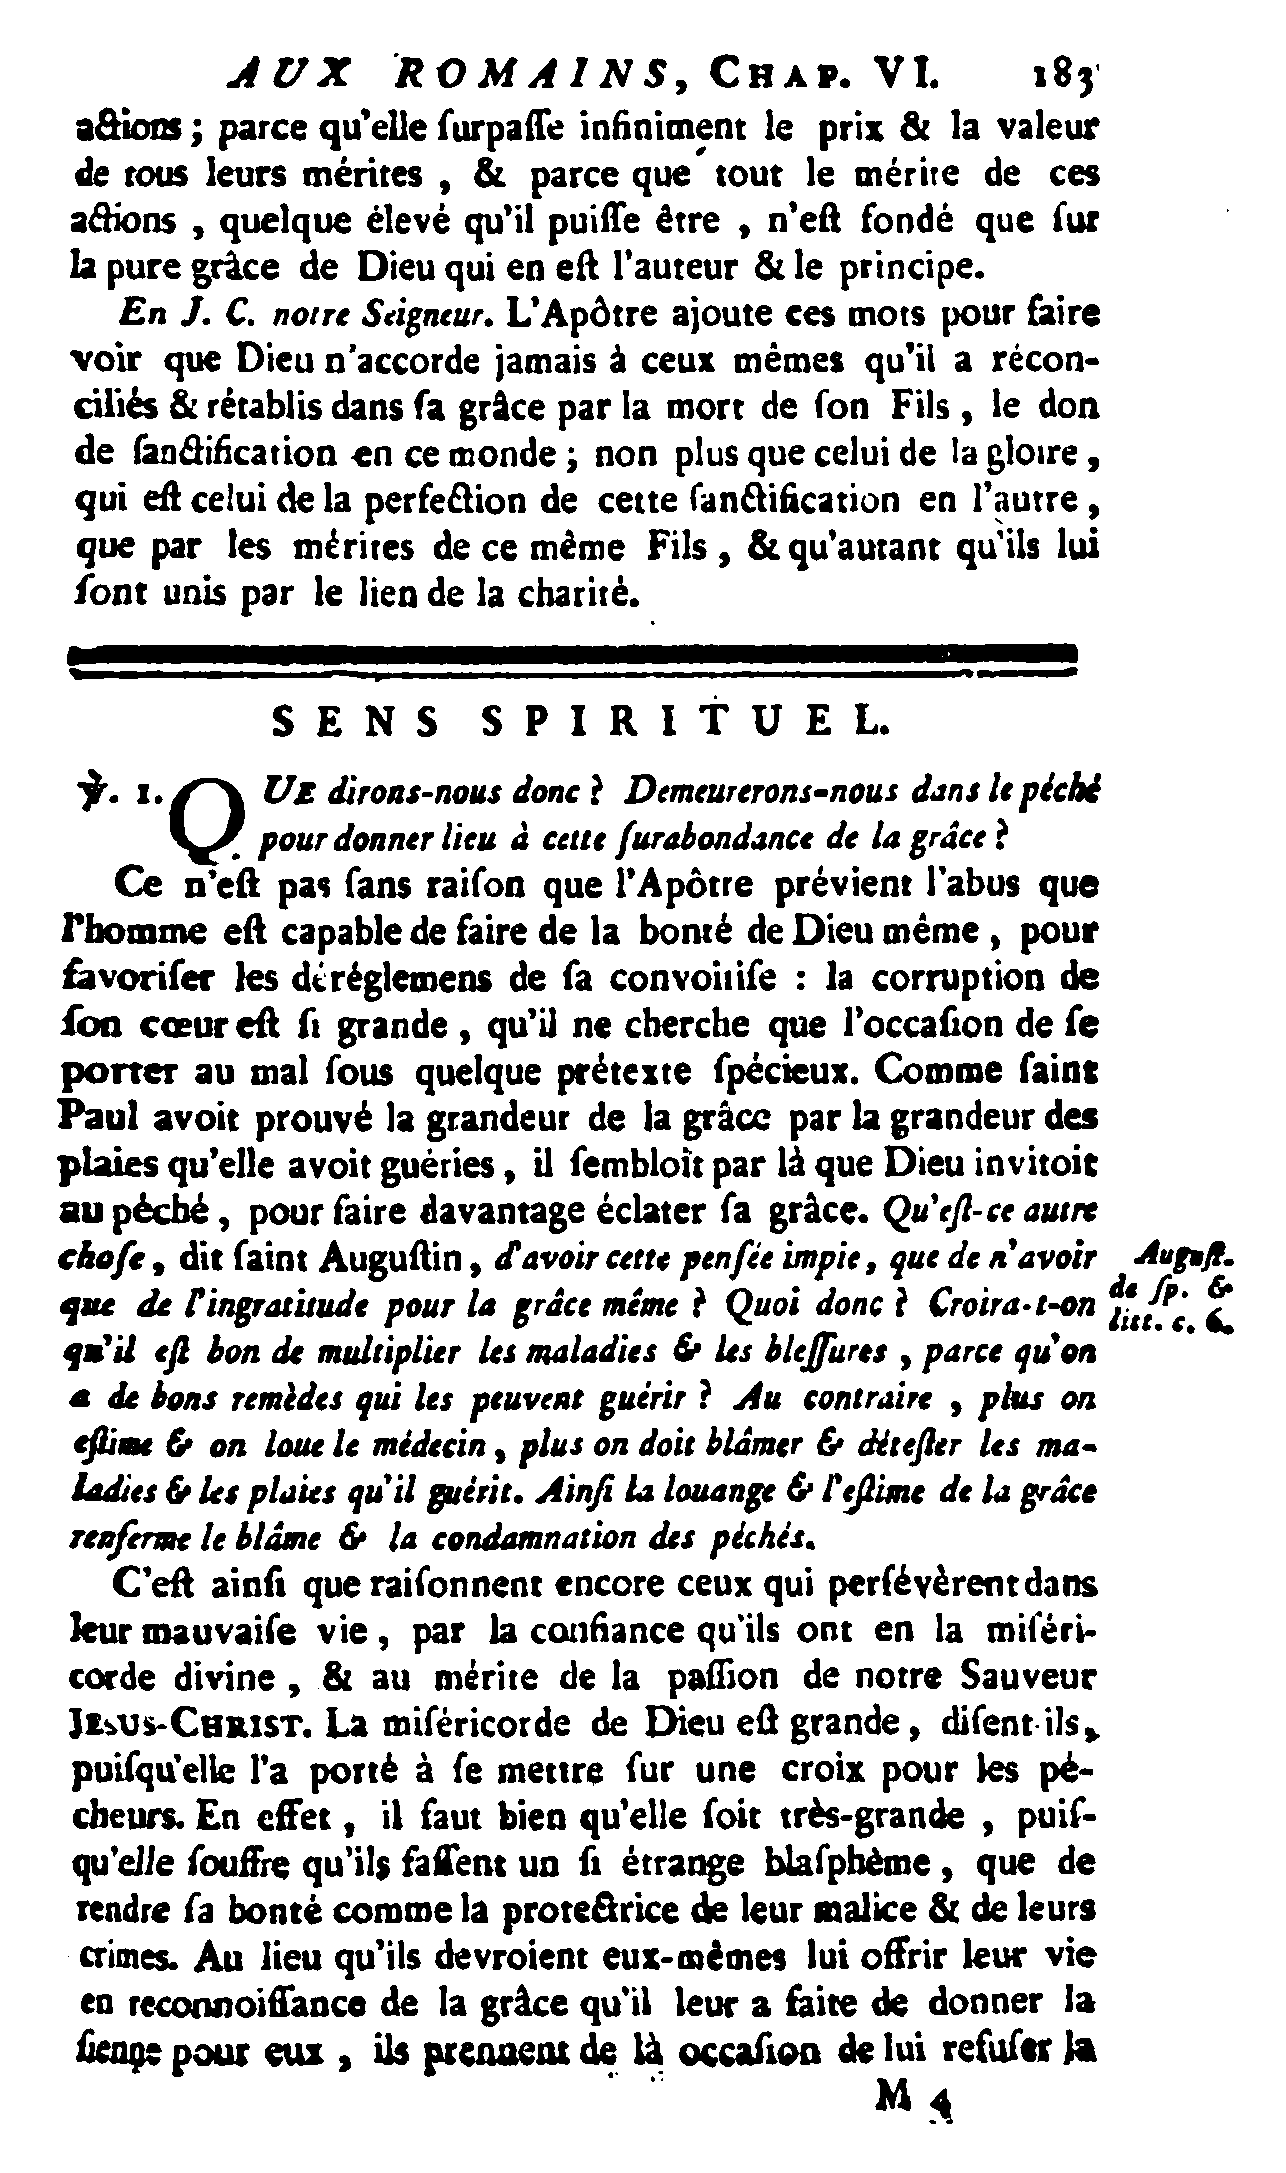 AUX ROMAINS, CHAP. VI. 183
actions ; parce qu'elle ſurpaſſe infiniment le prix & la valeur
de tous leurs mérites , & parce que tout le mérite de ces
actions , quelque élevé qu'il puiſſe être , n'eſt fondé que ſur
la pure grâce de Dieu qui en eſt l'auteur & le principe.
En J. C. notre Seigneur. L'Apôtre ajoute ces mots pour faire
voir que Dieu n'accorde jamais à ceux mêmes qu'il a récon-
ciliés & rétablis dans ſa grâce par la mort de ſon Fils , le don
de ſanctification en ce monde ; non plus que celui de la gloire ,
qui eſt celui de la perfection de cette ſanctification en l'autre ,
que par les mérites de ce même Fils , & qu'autant qu'ils lui
ſont unis par le lien de la charité.
SENS SPIRITUEL.
℣. 1. QUE dirons-nous donc ? Demeurerons-nous dans le péché
pour donner lieu à cette ſurabondance de la grâce ?
Ce n'eſt pas ſans raiſon que l'Apôtre prévient l'abus que
l'homme eſt capable de faire de la bonté de Dieu même , pour
favoriſer les déréglemens de ſa convoitiſe : la corruption de
ſon cœur eſt ſi grande , qu'il ne cherche que l'occaſion de ſe
porter au mal ſous quelque prétexte ſpécieux. Comme ſaint
Paul avoit prouvé la grandeur de la grâce par la grandeur des
plaies qu'elle avoit guéries , il ſembloit par là que Dieu invitoit
au péché , pour faire davantage éclater ſa grâce. Qu'eſt-ce autre
choſe , dit ſaint Auguſtin , d'avoir cette penſée impie , que de n'avoir
que de l'ingratitude pour la grâce même ? Quoi donc ? Croira-t-on
qu'il eſt bon de multiplier les maladies & les bleſſures , parce qu'on
a de bons remèdes qui les peuvent guérir ? Au contraire , plus on
eſtime & on loue le médecin , plus on doit blâmer & déteſter les ma-
ladies & les plaies qu'il guérit. Ainſi la louange & l'eſtime de la grâce
renferme le blâme & la condamnation des péchés.
Auguſt.
de ſp. &
litt. c. 6.
C'eſt ainſi que raiſonnent encore ceux qui perſévèrent dans
leur mauvaiſe vie , par la confiance qu'ils ont en la miſéri-
corde divine , & au mérite de la paſſion de notre Sauveur
JESUS-CHRIST. La miſéricorde de Dieu eſt grande , diſent-ils,
puiſqu'elle l'a porté à ſe mettre ſur une croix pour les pé-
cheurs. En effet , il faut bien qu'elle ſoit très-grande , puiſ-
qu'elle ſouffre qu'ils faſſent un ſi étrange blaſphème , que de
rendre ſa bonté comme la protectrice de leur malice & de leurs
crimes. Au lieu qu'ils devroient eux-mêmes lui offrir leur vie
en reconnoiſſance de la grâce qu'il leur a faite de donner la
ſienne pour eux , ils prennent de là occaſion de lui refuſer la
M 4